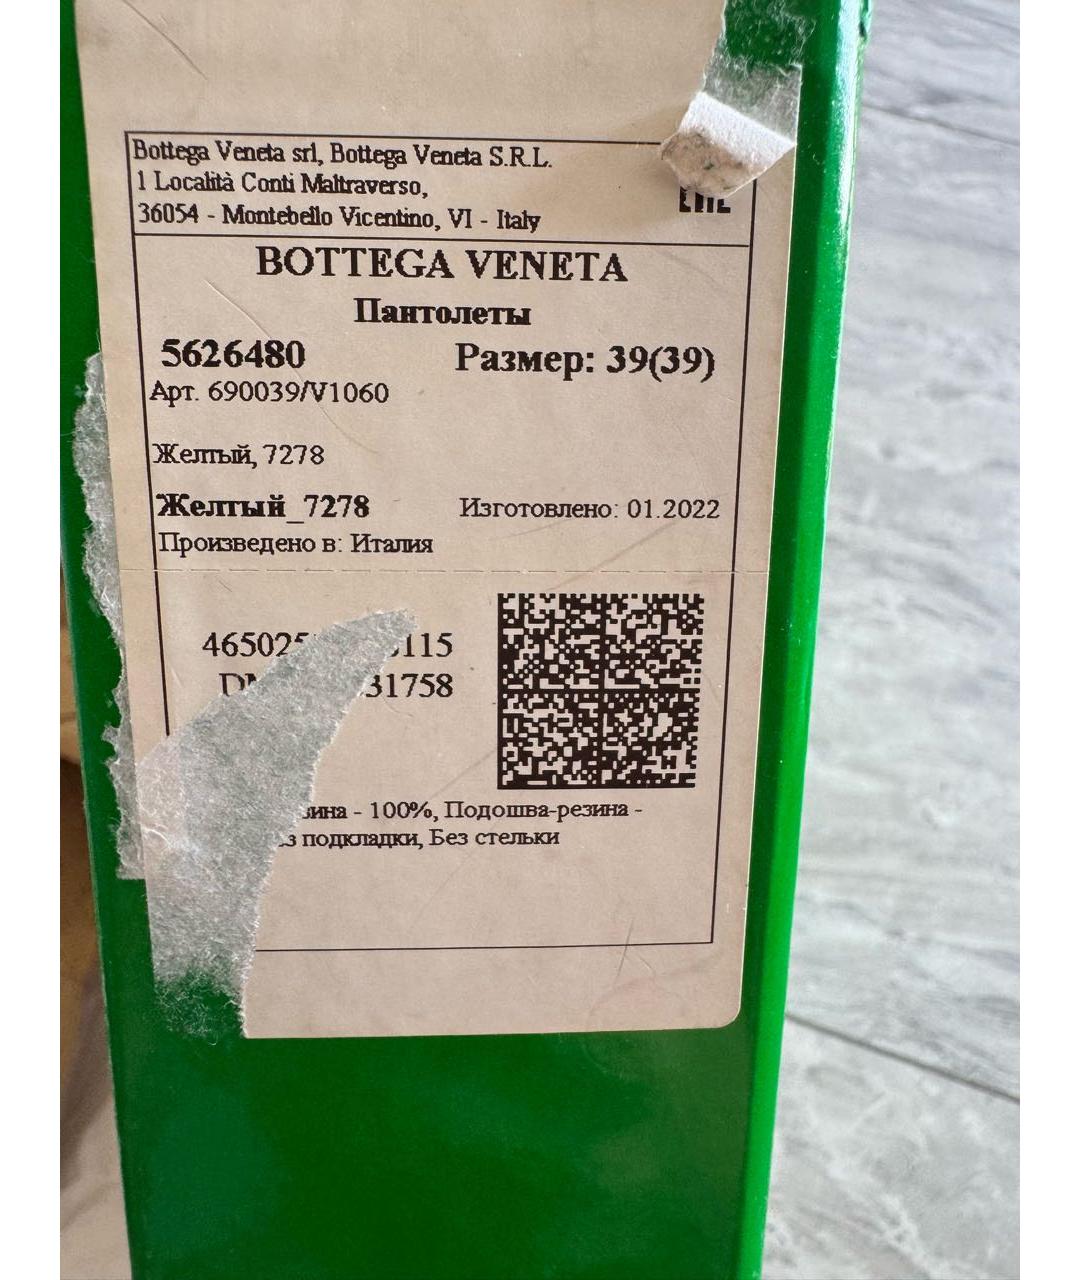 Bottega Veneta srl, Bottega Veneta S.R.L.
1 Località Conti Maltraverso,
36054 - Montebello Vicentino, VI - Italy
BOTTEGA VENETA
Пантолеты
5626480 Размер: 39(39)
Арт. 690039/V1060
Желтый, 7278
Желтый_7278 Изготовлено: 01.2022
Произведено в: Италия
- 100%, Подошва-резина -
подкладки, Без стельки